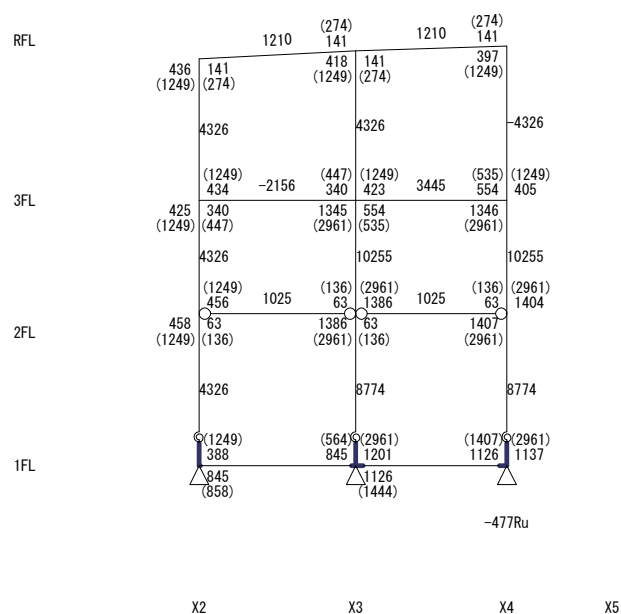 (274) (274)
RFL 1210 141 1210 141
436 141 418 141 397
(1249) (274) (1249) (274) (1249)
4326 4326 -4326
(1249) (447) (1249) (535) (1249)
434 -2156 340 423 3445 554 405
3FL
425 340 1345 554 1346
(1249) (447) (2961) (535) (2961)
4326 10255 10255
(1249) (136) (2961) (136) (2961)
456 1025 63 1386 1025 63 1404
2FL
458 63 1386 63 1407
(1249) (136) (2961) (136) (2961)
4326 8774 8774
(1249) (564) (2961) (1407) (2961)
1FL 388 845 1201 1126 1137
845 1126
(858) (1444)
-477Ru
X2 X3 X4 X5